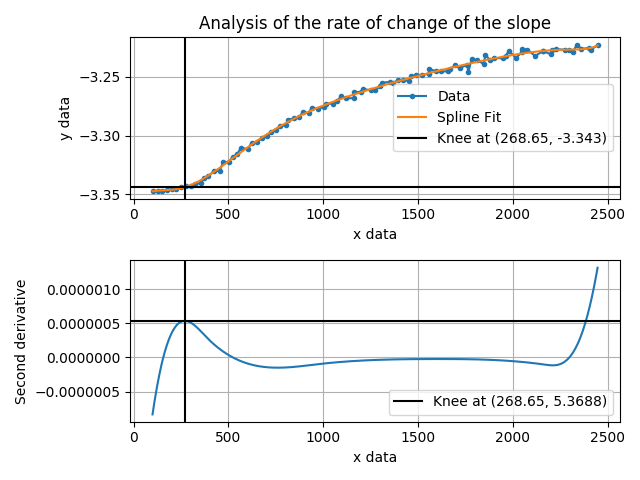 Analysis of the rate of change of the slope
y data
−3.25
−3.30
−3.35
Data
Spline Fit
Knee at (268.65, -3.343)
0 500 1000 1500 2000 2500
x data
Second derivative
0.0000010
0.0000005
0.0000000
−0.0000005
Knee at (268.65, 5.3688)
0 500 1000 1500 2000 2500
x data